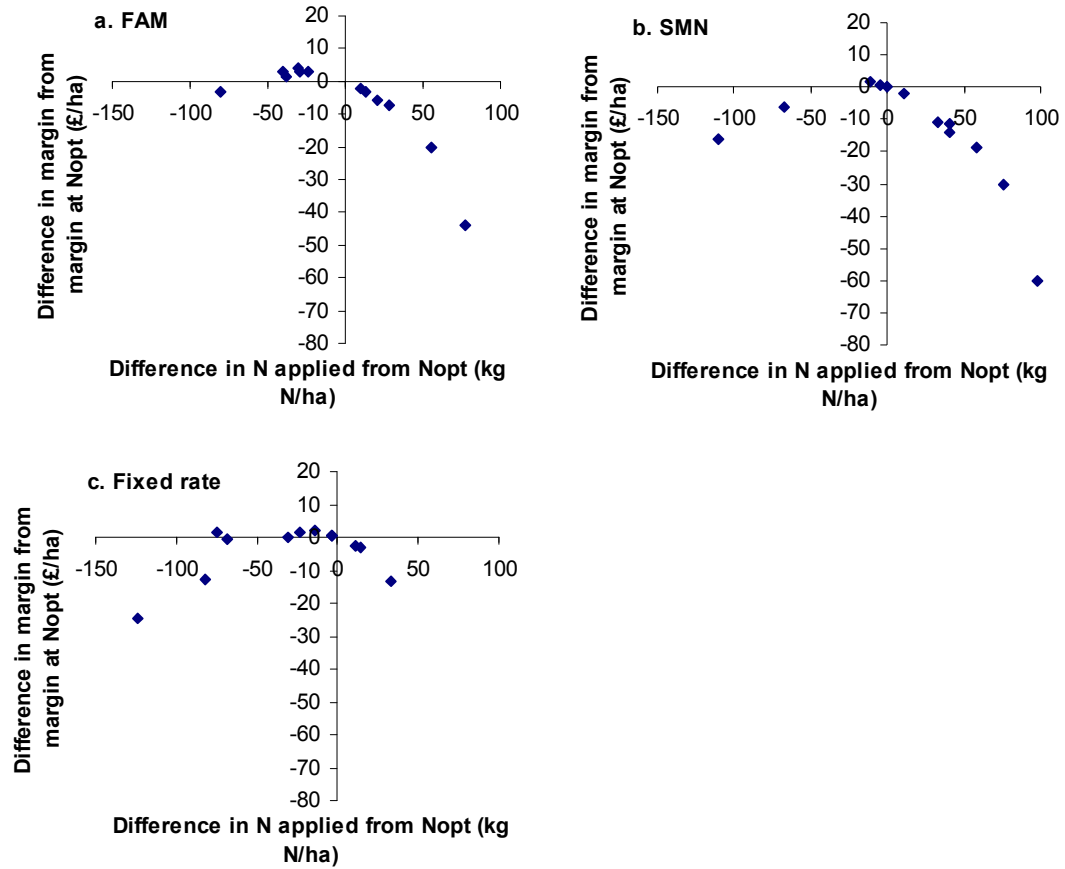 a. FAM
20
10
0
-10
-20
-30
-40
-50
-60
-70
-80
-150 -100 -50 0 50 100
Difference in margin from
margin at Nopt (£/ha)
Difference in N applied from Nopt (kg
N/ha)
b. SMN
20
10
0
-10
-20
-30
-40
-50
-60
-70
-80
-150 -100 -50 0 50 100
Difference in margin from
margin at Nopt (£/ha)
Difference in N applied from Nopt (kg
N/ha)
c. Fixed rate
20
10
0
-10
-20
-30
-40
-50
-60
-70
-80
-150 -100 -50 0 50 100
Difference in margin from
margin at Nopt (£/ha)
Difference in N applied from Nopt (kg
N/ha)